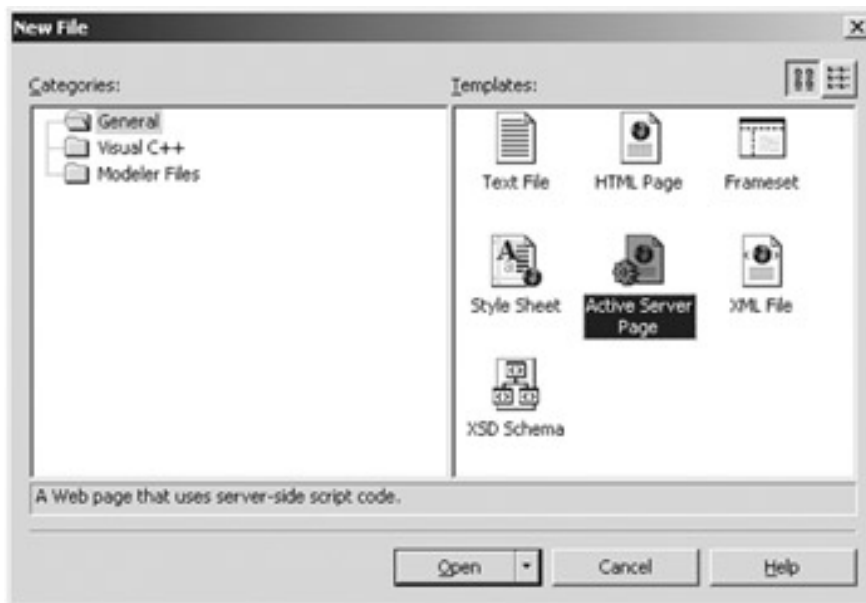 New File
Categories:
Templates:
General
Visual C++
Modeler Files
Text File
HTML Page
Frameset
Style Sheet
Active Server
Page
XML File
XSD Schema
A Web page that uses server-side script code.
Open
Cancel
Help